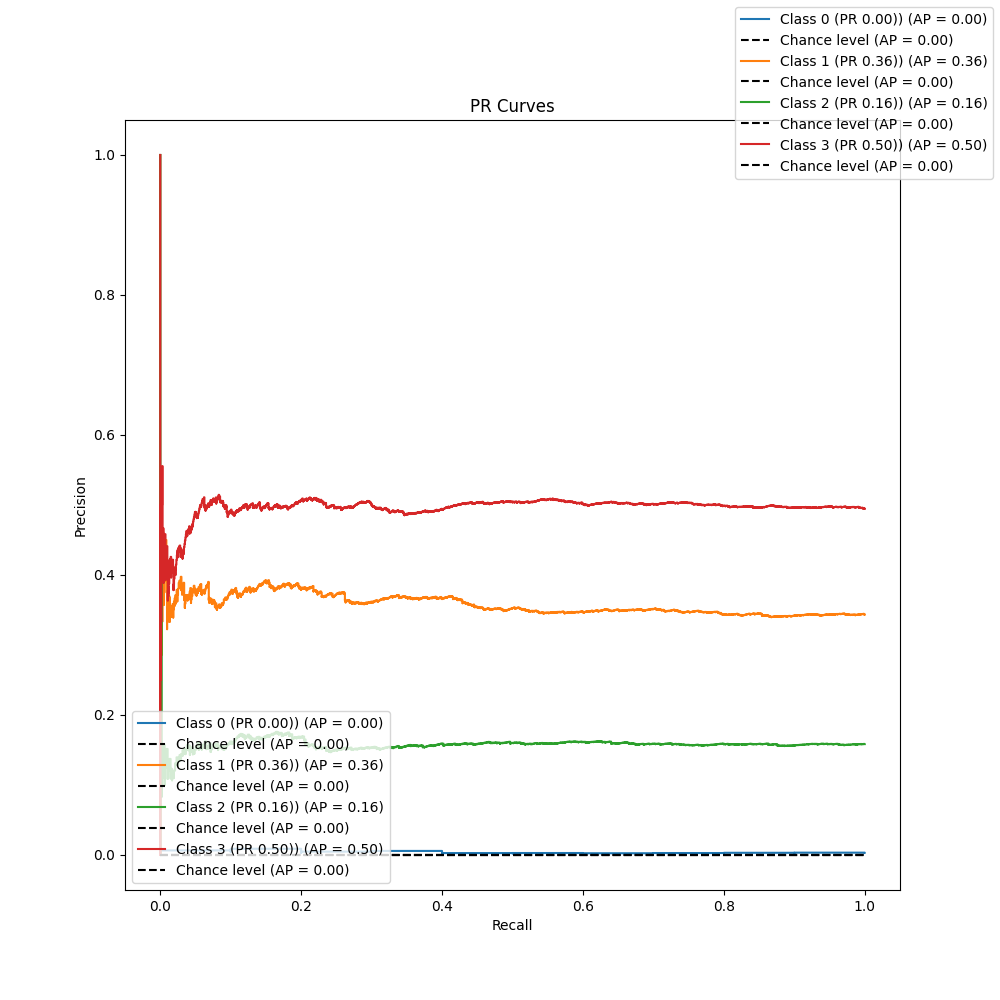 Class 0 (PR 0.00)) (AP = 0.00)
Chance level (AP = 0.00)
Class 1 (PR 0.36)) (AP = 0.36)
Chance level (AP = 0.00)
Class 2 (PR 0.16)) (AP = 0.16)
Chance level (AP = 0.00)
Class 3 (PR 0.50)) (AP = 0.50)
Chance level (AP = 0.00)
PR Curves
1.0
0.8
0.6
0.4
0.2
0.0
Precision
Class 0 (PR 0.00)) (AP = 0.00)
Chance level (AP = 0.00)
Class 1 (PR 0.36)) (AP = 0.36)
Chance level (AP = 0.00)
Class 2 (PR 0.16)) (AP = 0.16)
Chance level (AP = 0.00)
Class 3 (PR 0.50)) (AP = 0.50)
Chance level (AP = 0.00)
0.0 0.2 0.4 0.6 0.8 1.0
Recall